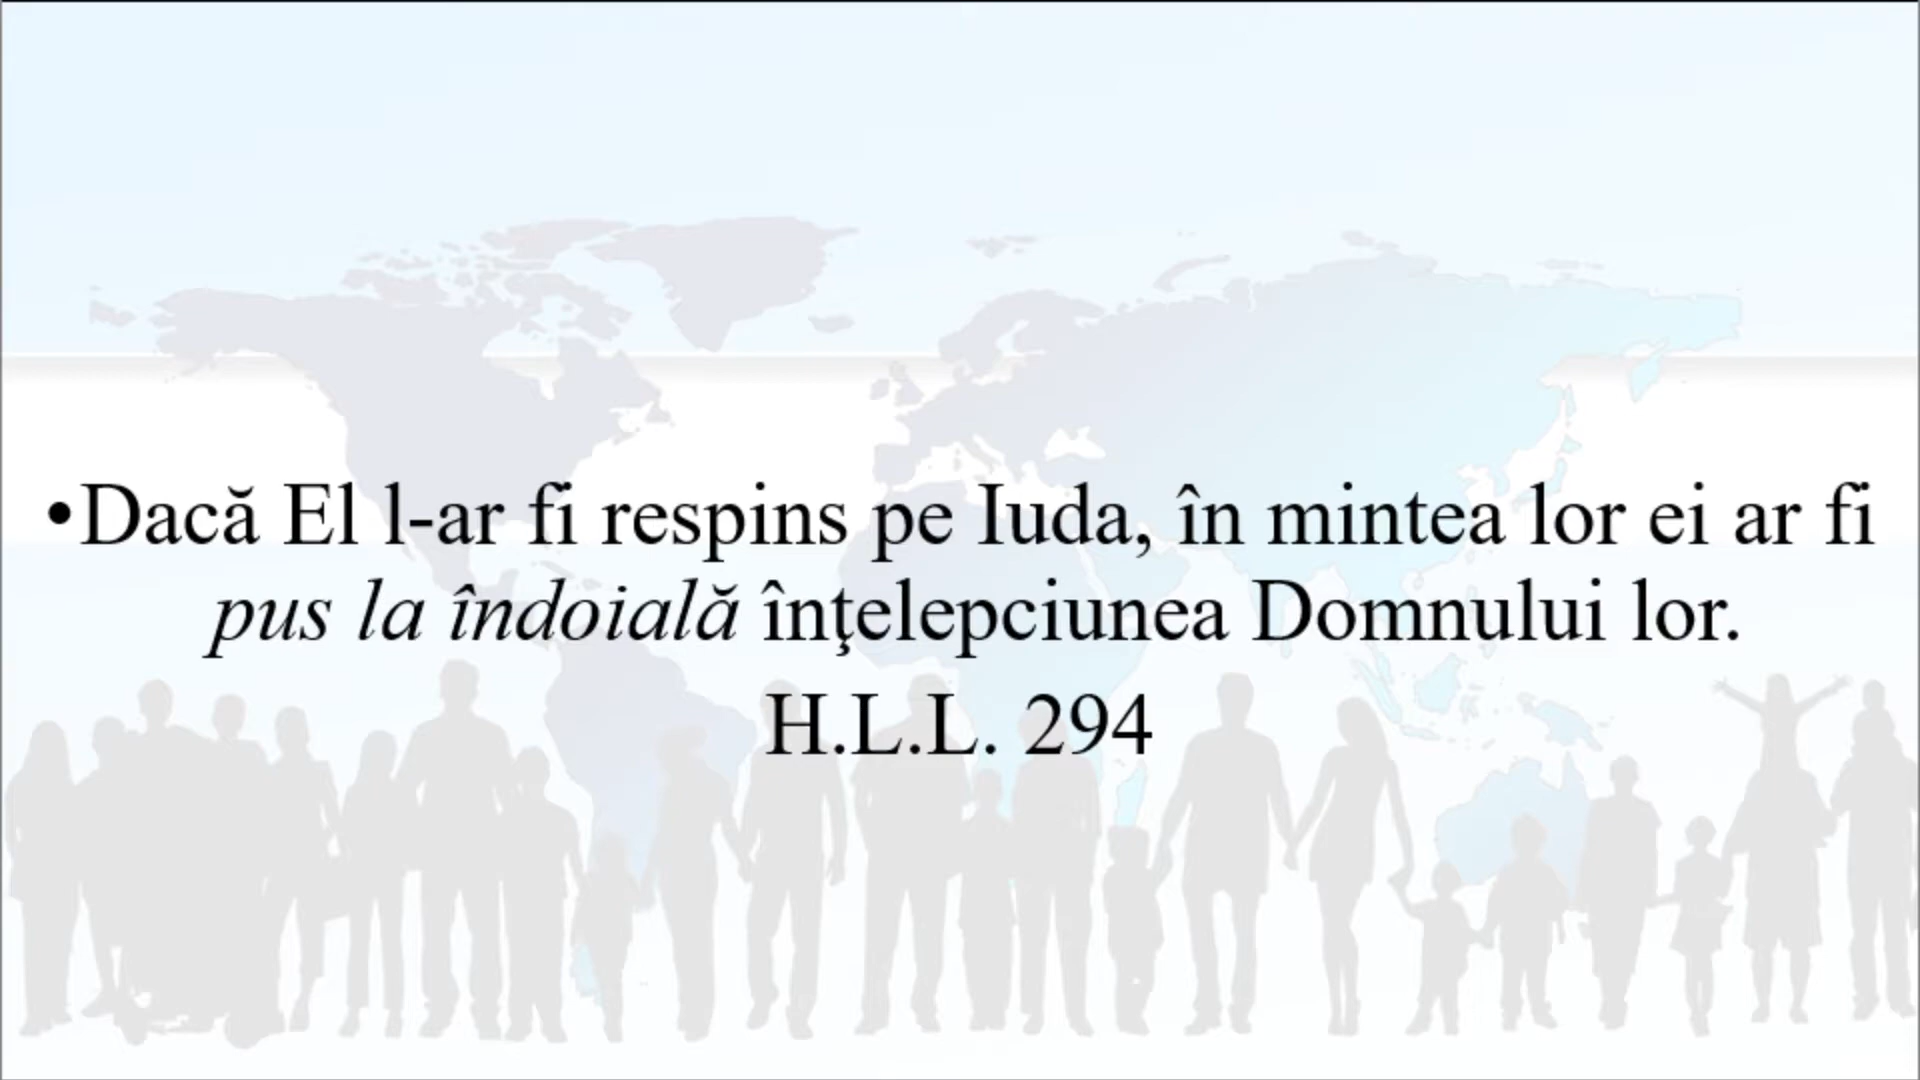 •Dacă El l-ar fi respins pe Iuda, în mintea lor ei ar fi
pus la îndoială înţelepciunea Domnului lor.
H.L.L. 294